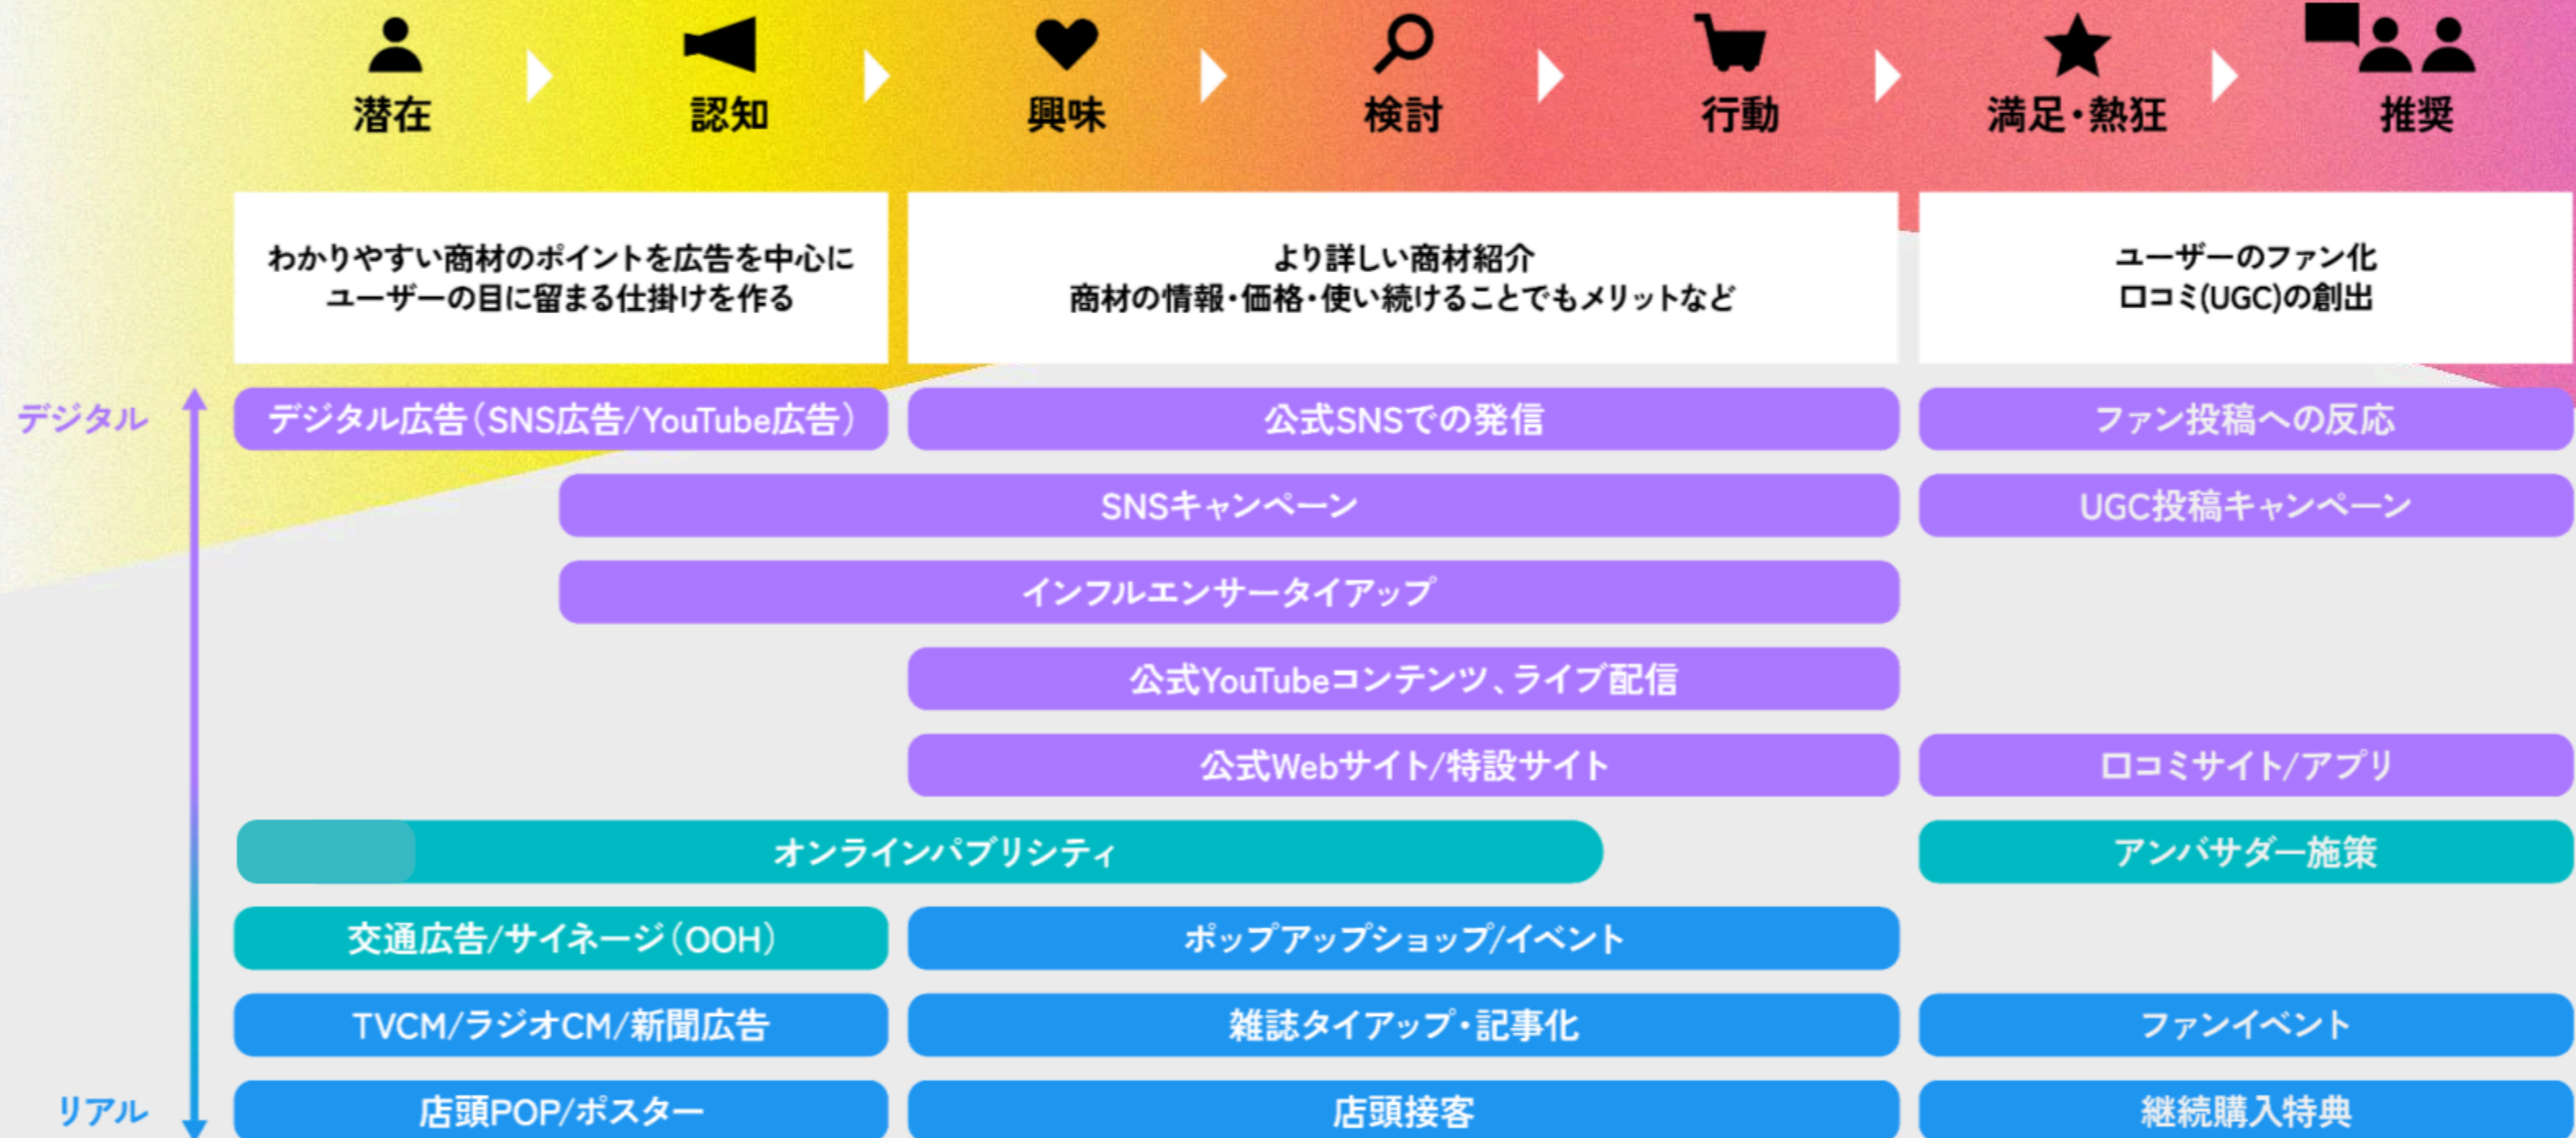 潜在
認知
興味
検討
行動
満足・熱狂
推奨
わかりやすい商材のポイントを広告を中心に
ユーザーの目に留まる仕掛けを作る
より詳しい商材紹介
商材の情報・価格・使い続けることでもメリットなど
ユーザーのファン化
口コミ(UGC)の創出
デジタル
デジタル広告(SNS広告/YouTube広告)
公式SNSでの発信
ファン投稿への反応
SNSキャンペーン
UGC投稿キャンペーン
インフルエンサータイアップ
公式YouTubeコンテンツ、ライブ配信
公式Webサイト/特設サイト
口コミサイト/アプリ
オンラインパブリシティ
アンバサダー施策
交通広告/サイネージ(OOH)
ポップアップショップ/イベント
TVCM/ラジオCM/新聞広告
雑誌タイアップ・記事化
ファンイベント
リアル
店頭POP/ポスター
店頭接客
継続購入特典